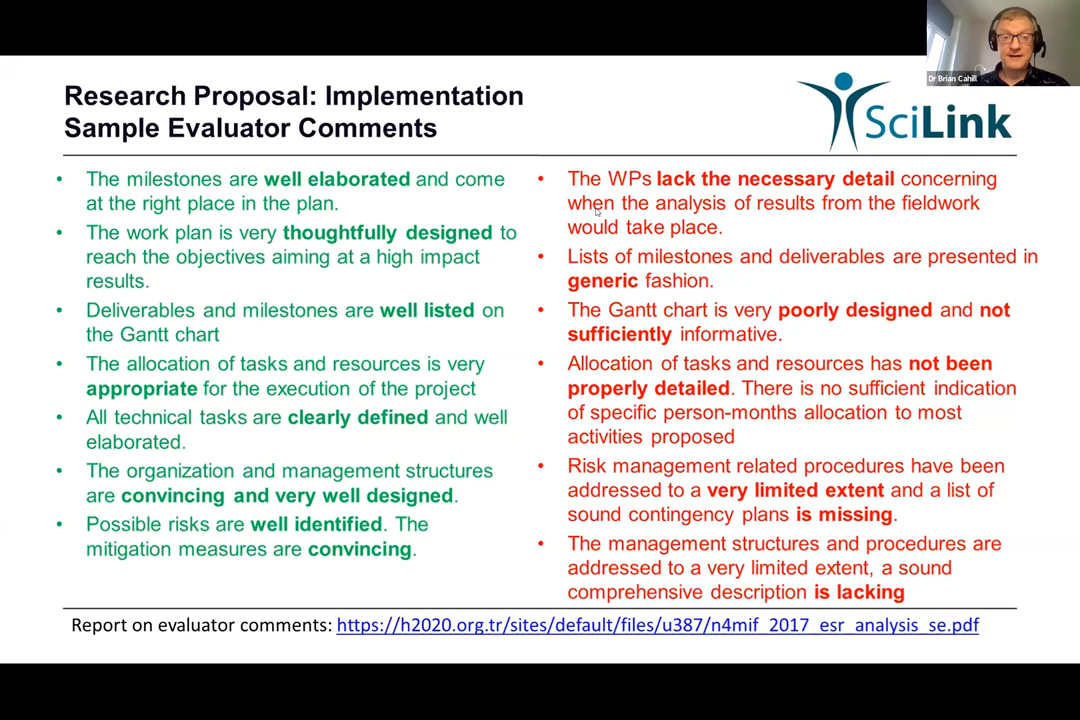 Dr Brian Cahill
Research Proposal: Implementation
Sample Evaluator Comments
SciLink
• The milestones are well elaborated and come
at the right place in the plan.
• The work plan is very thoughtfully designed to
reach the objectives aiming at a high impact
results.
• Deliverables and milestones are well listed on
the Gantt chart
• The allocation of tasks and resources is very
appropriate for the execution of the project
• All technical tasks are clearly defined and well
elaborated.
• The organization and management structures
are convincing and very well designed.
• Possible risks are well identified. The
mitigation measures are convincing.
• The WPs lack the necessary detail concerning
when the analysis of results from the fieldwork
would take place.
• Lists of milestones and deliverables are presented in
generic fashion.
• The Gantt chart is very poorly designed and not
sufficiently informative.
• Allocation of tasks and resources has not been
properly detailed. There is no sufficient indication
of specific person-months allocation to most
activities proposed
• Risk management related procedures have been
addressed to a very limited extent and a list of
sound contingency plans is missing.
• The management structures and procedures are
addressed to a very limited extent, a sound
comprehensive description is lacking
Report on evaluator comments: https://h2020.org.tr/sites/default/files/u387/n4mif_2017_esr_analysis_se.pdf